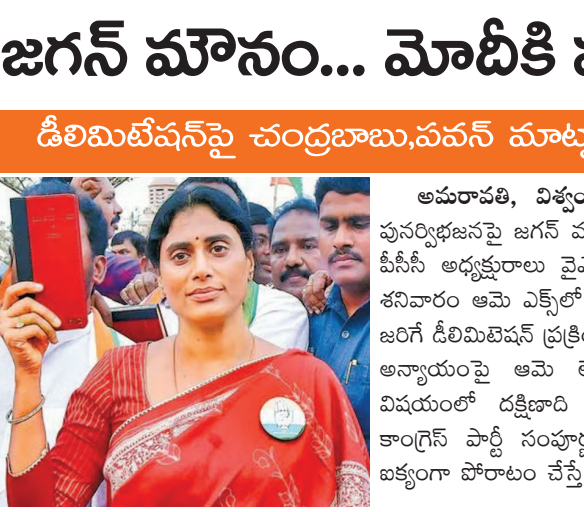 జగన్ మౌనం... మోదీకి
డీలిమిటేషన్‌పై చంద్రబాబు,పవన్
అమరావతి,
పునర్విభజనపై జగన్
పీసీసీ అధ్యక్షురాలు
శనివారం ఆమె ఎక్స్‌లో
జరిగే డీలిమిటేషన్
అన్యాయంపై ఆమె
విషయంలో దక్షిణాది
కాంగ్రెస్ పార్టీ
ఐక్యంగా పోరాటం చేస్తే